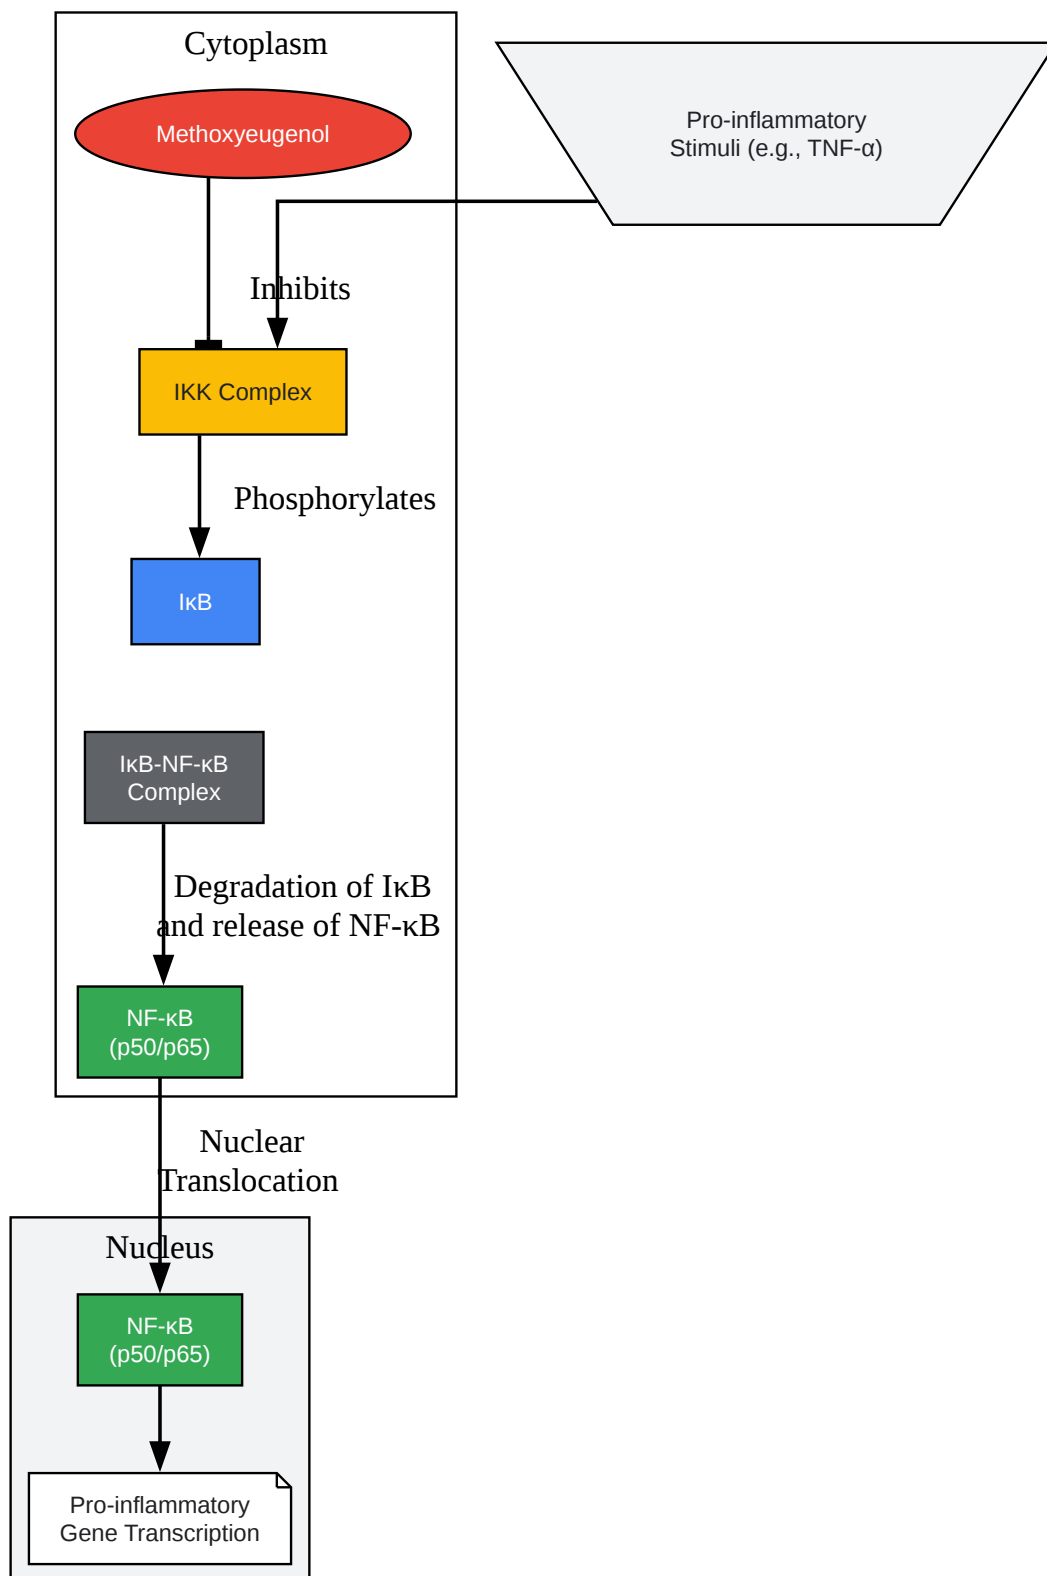 Cytoplasm
Methoxyeugenol
Pro-inflammatory
Stimuli (e.g., TNF-α)
Inhibits
IKK Complex
Phosphorylates
IκB
IκB-NF-κB
Complex
Degradation of IκB
and release of NF-κB
NF-κB
(p50/p65)
Nuclear
Translocation
Nucleus
NF-κB
(p50/p65)
Pro-inflammatory
Gene Transcription